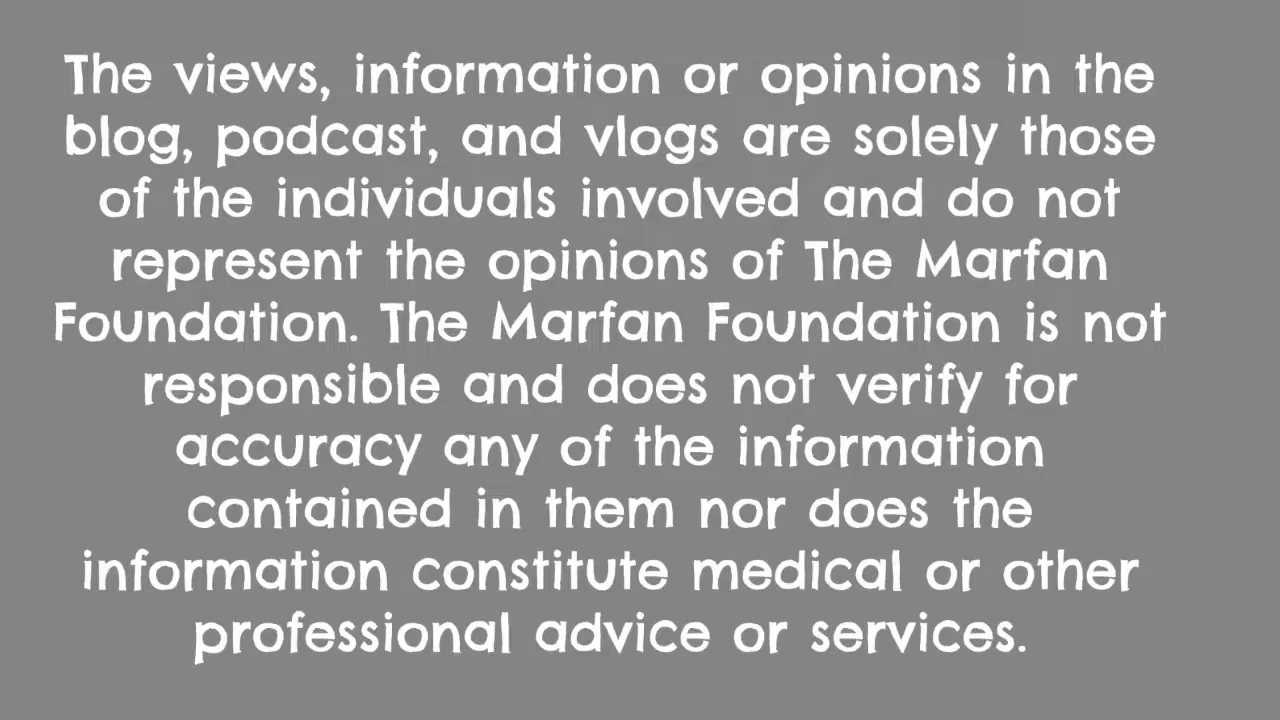 The views, information or opinions in the
blog, podcast, and vlogs are solely those
of the individuals involved and do not
represent the opinions of The Marfan
Foundation. The Marfan Foundation is not
responsible and does not verify for
accuracy any of the information
contained in them nor does the
information constitute medical or other
professional advice or services.